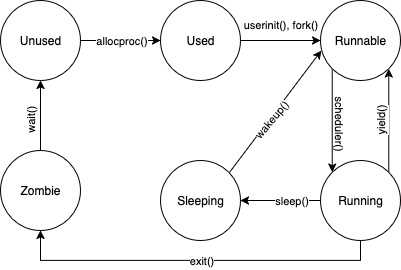 Unused
allocproc()
Used
userinit(), fork()
Runnable
wait()
wakeup()
scheduler()
yield()
Zombie
Sleeping
sleep()
Running
exit()